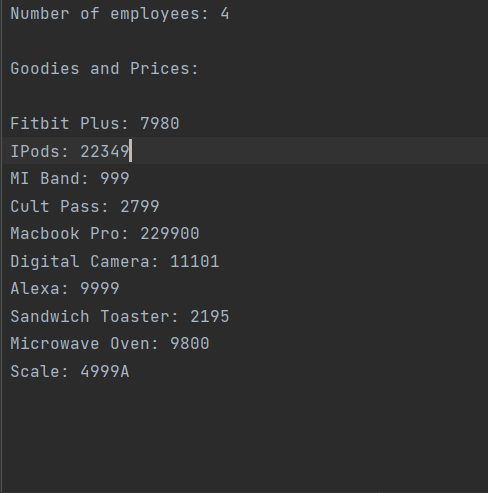 Number of employees: 4
Goodies and Prices:
Fitbit Plus: 7980
IPods: 22349
MI Band: 999
Cult Pass: 2799
Macbook Pro: 229900
Digital Camera: 11101
Alexa: 9999
Sandwich Toaster: 2195
Microwave Oven: 9800
Scale: 4999A